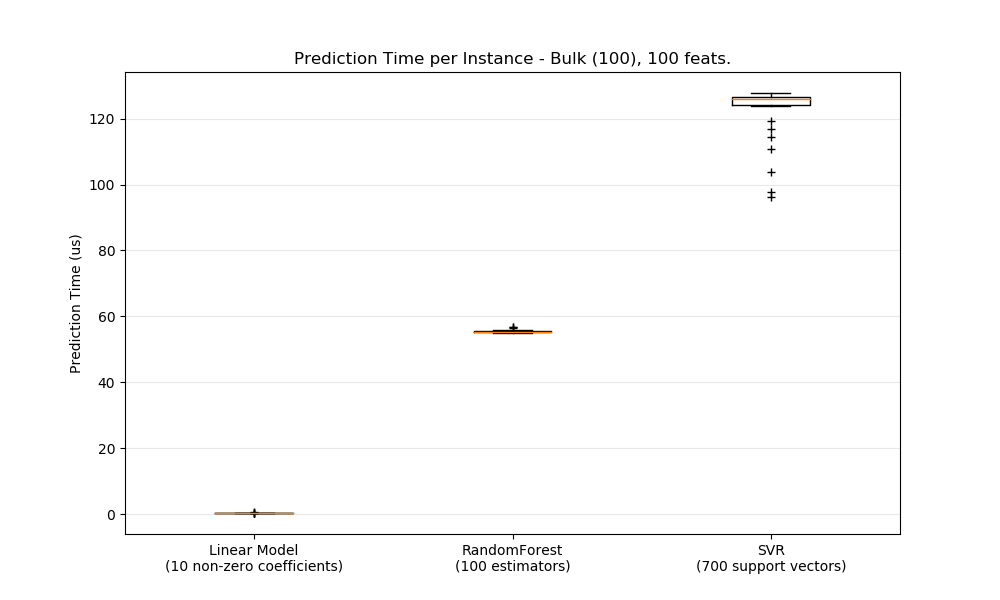 Prediction Time per Instance - Bulk (100), 100 feats.
Prediction Time (us)
120
100
80
60
40
20
0
Linear Model
(10 non-zero coefficients)
RandomForest
(100 estimators)
SVR
(700 support vectors)